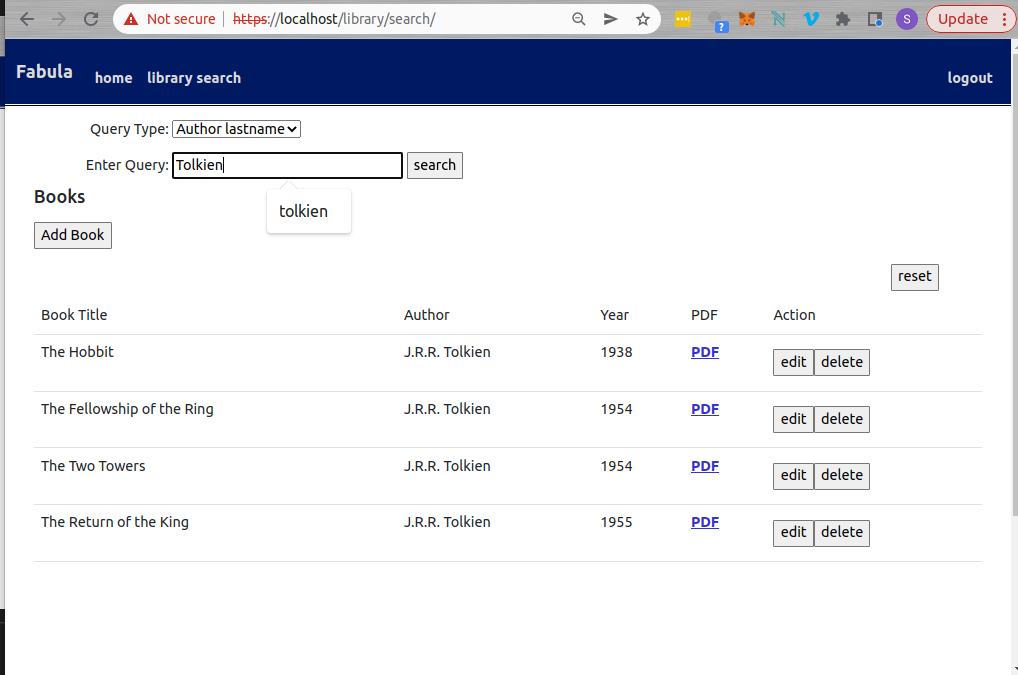 Not secure https://localhost/library/search/ S Update
Fabula home library search logout
Query Type: Author lastname
Enter Query: Tolkien search
tolkien
Books
Add Book
reset
Book Title Author Year PDF Action
The Hobbit J.R.R. Tolkien 1938 PDF edit delete
The Fellowship of the Ring J.R.R. Tolkien 1954 PDF edit delete
The Two Towers J.R.R. Tolkien 1954 PDF edit delete
The Return of the King J.R.R. Tolkien 1955 PDF edit delete